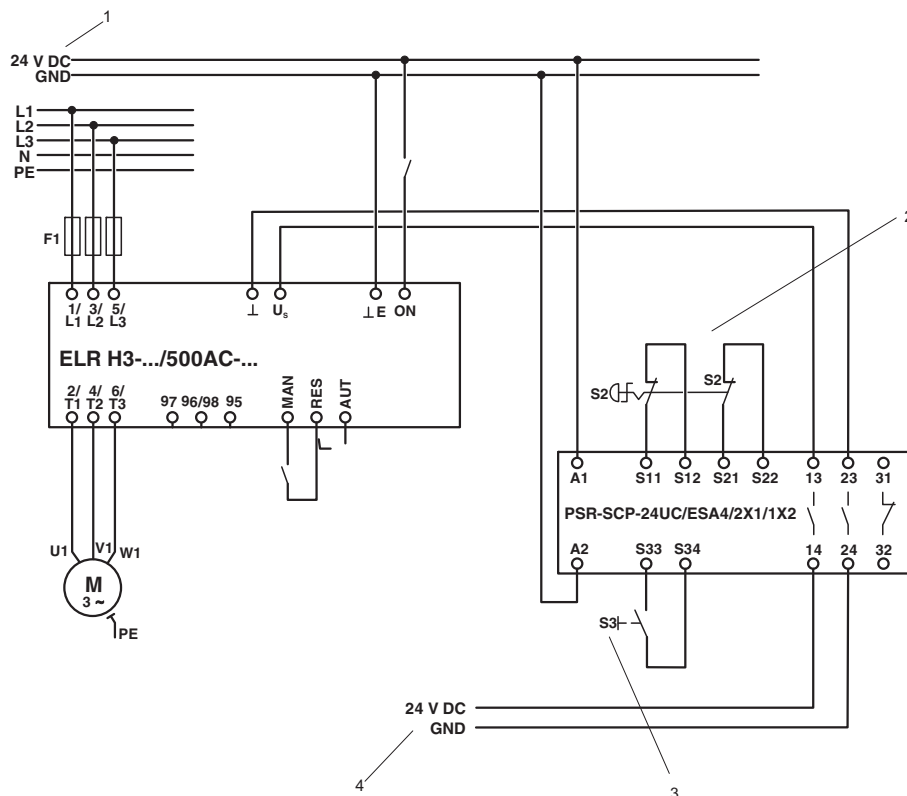 1
24 V DC
GND
L1
L2
L3
N
PE
2
F1
1/ 3/ 5/
L1 L2 L3
⊥ Us ⊥ E ON
ELR H3-.../500AC-...
2/ 4/ 6/
T1 T2 T3
97 96/98 95
MAN RES AUT
S2 S2
A1 S11 S12 S21 S22 13 23 31
PSR-SCP-24UC/ESA4/2X1/1X2
A2 S33 S34 14 24 32
U1 V1 W1
M
3 ~
PE
S3
24 V DC
GND
4
3